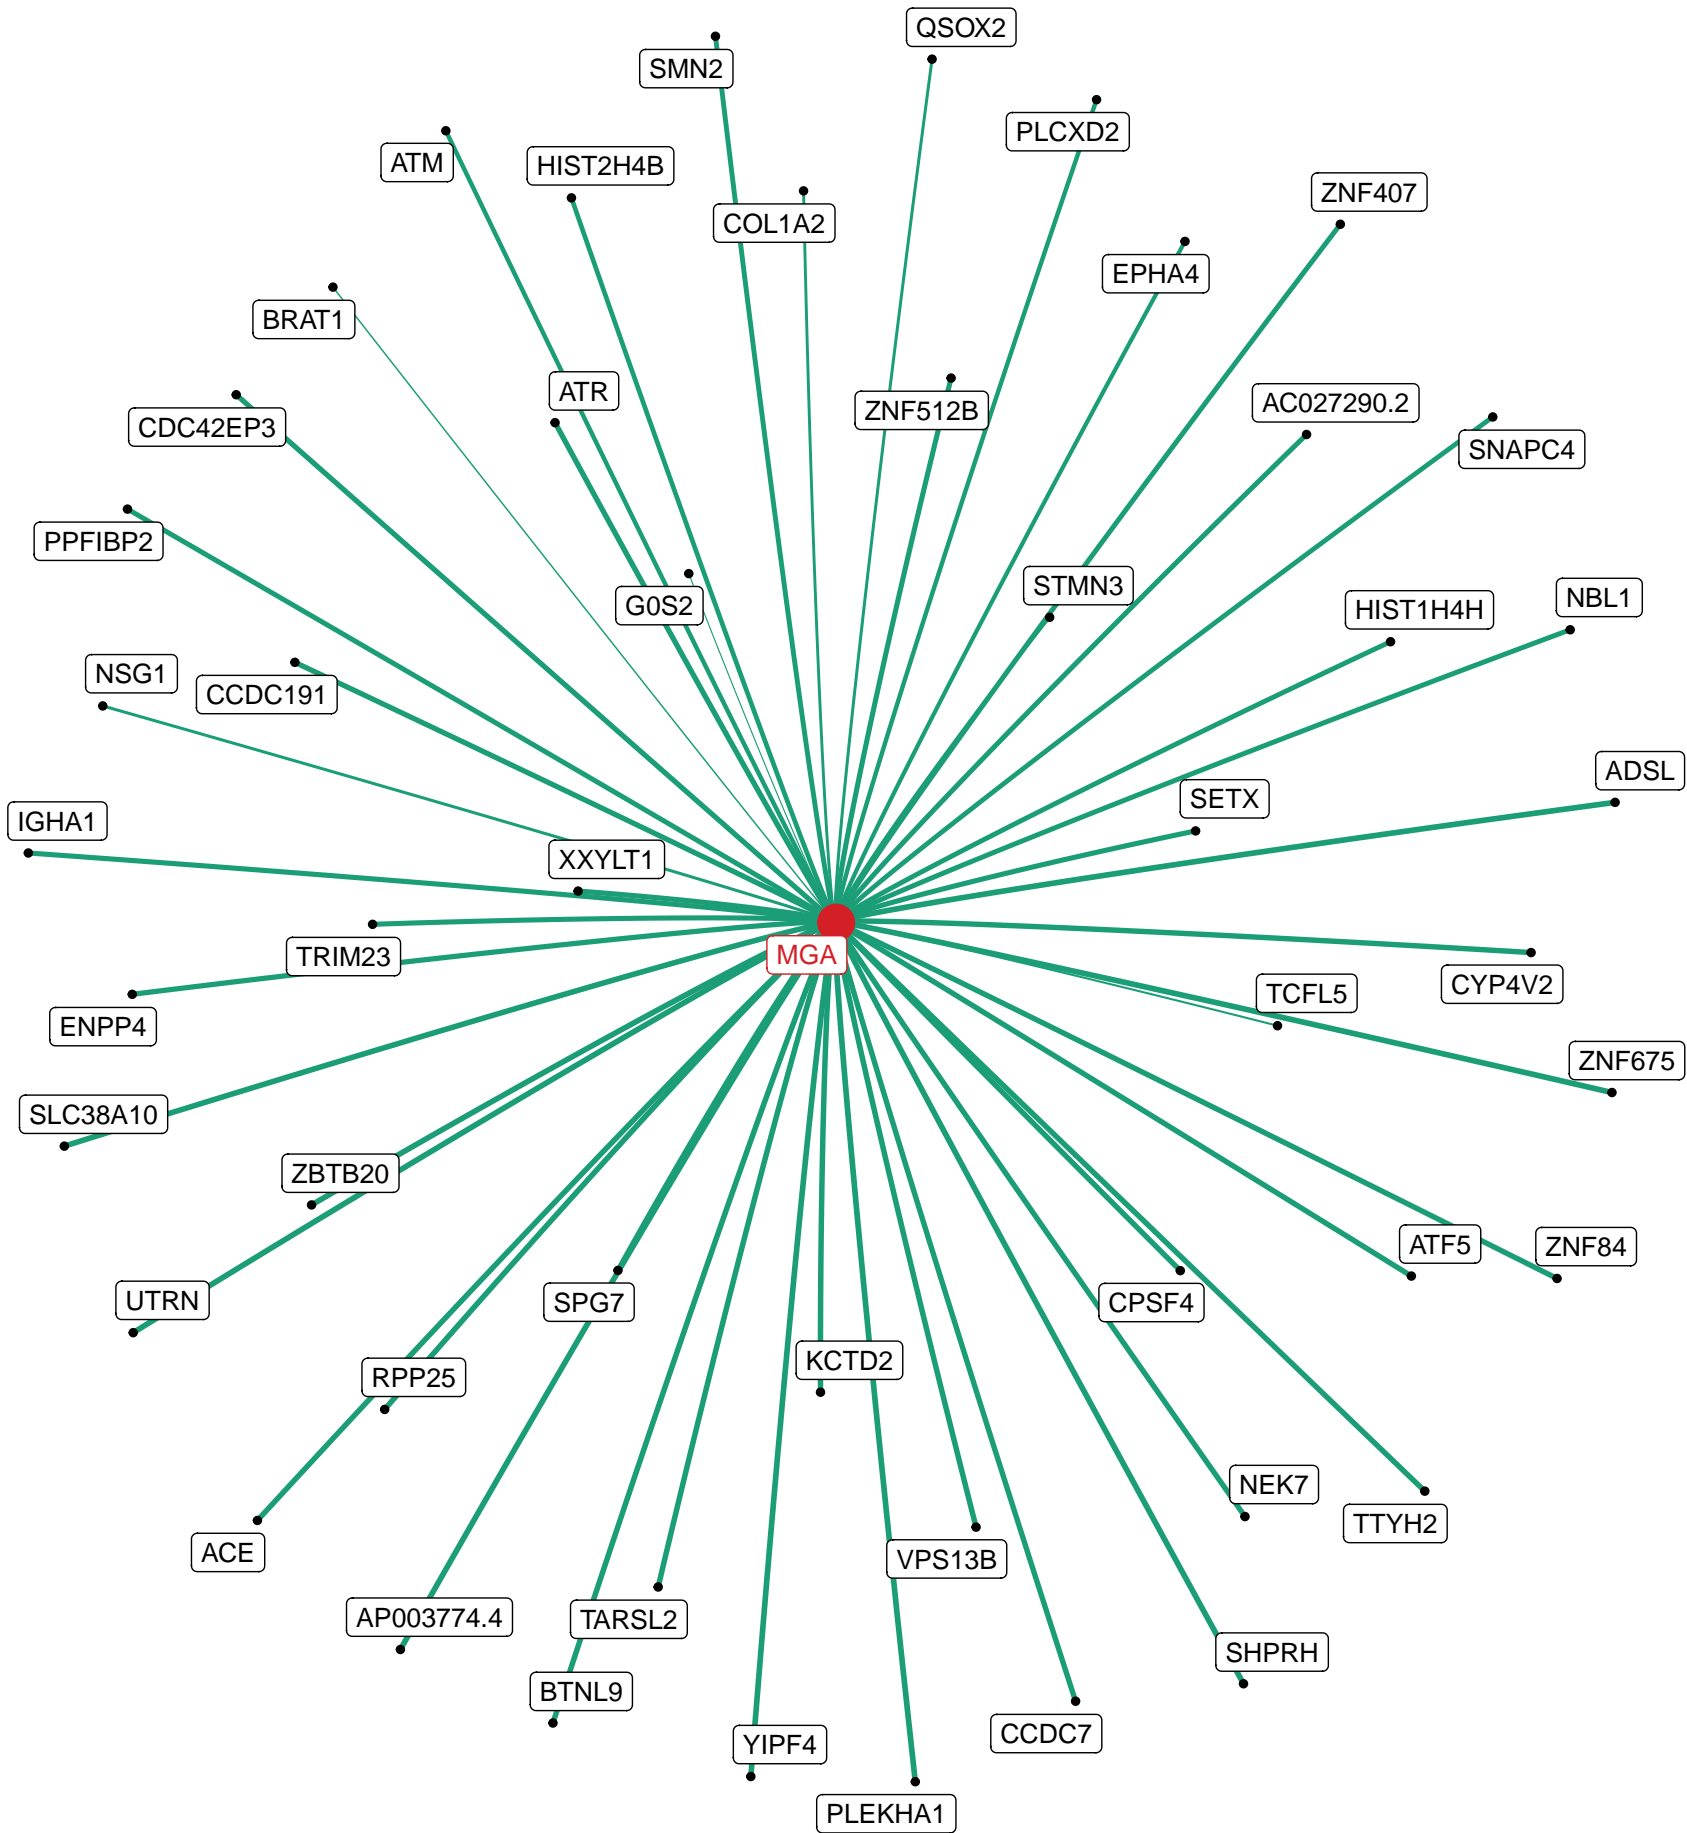 QSOX2
SMN2
PLCXD2
ATM
HIST2H4B
ZNF407
COL1A2
EPHA4
BRAT1
ATR
AC027290.2
ZNF512B
CDC42EP3
SNAPC4
PPFIBP2
STMN3
NBL1
G0S2
HIST1H4H
NSG1
CCDC191
ADSL
SETX
IGHA1
XXYLT1
MGA
TRIM23
CYP4V2
TCFL5
ENPP4
ZNF675
SLC38A10
ZBTB20
ATF5
ZNF84
UTRN
SPG7
CPSF4
KCTD2
RPP25
NEK7
TTYH2
ACE
VPS13B
AP003774.4
TARSL2
SHPRH
BTNL9
CCDC7
YIPF4
PLEKHA1